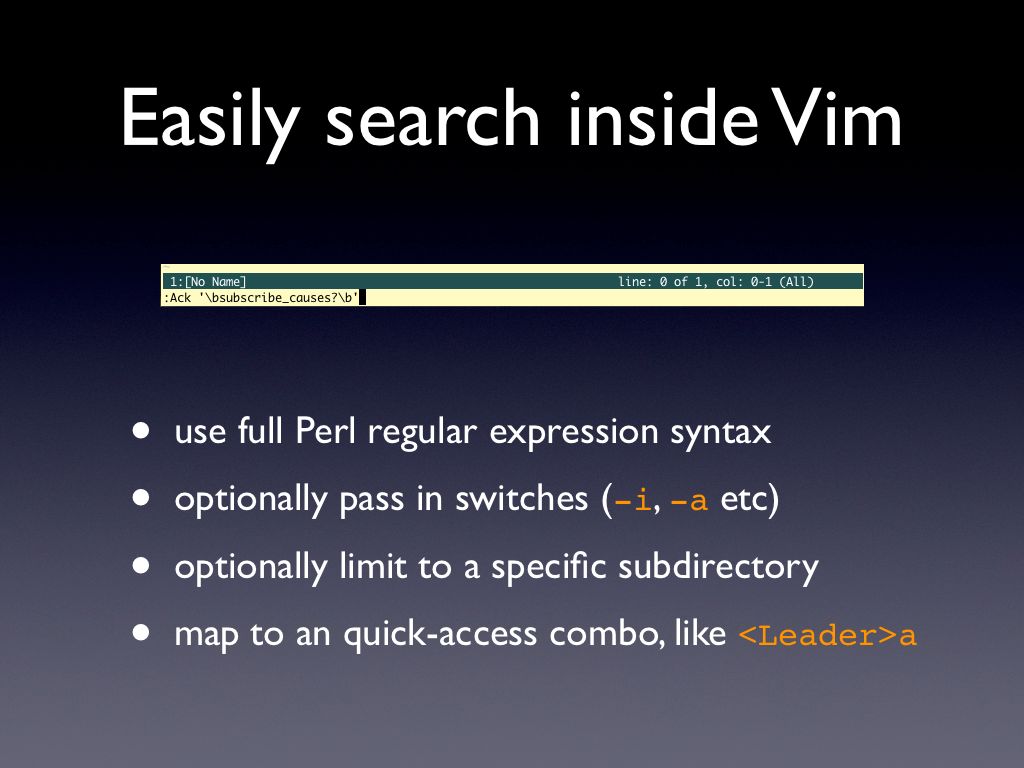 Easily search inside Vim
~
1:[No Name] line: 0 of 1, col: 0-1 (All)
:Ack '\bsubscribe_causes?\b'
• use full Perl regular expression syntax
• optionally pass in switches (-i, -a etc)
• optionally limit to a specific subdirectory
• map to an quick-access combo, like <Leader>a